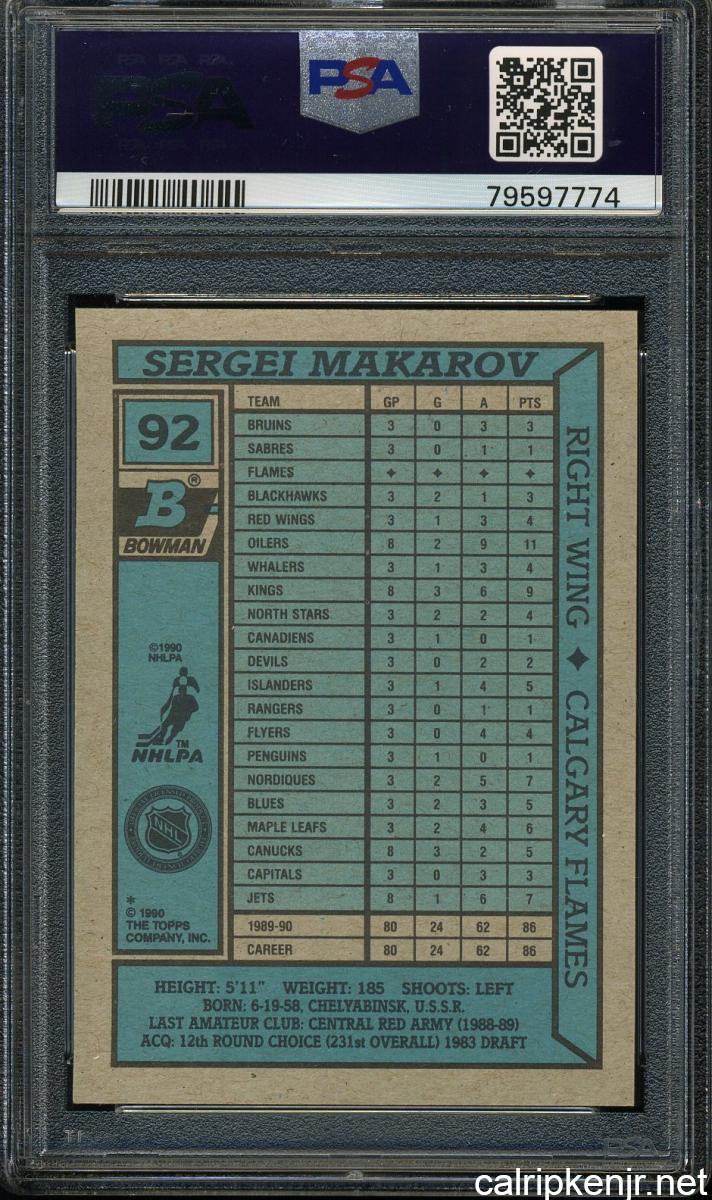 PSA
79597774
SERGEI MAKAROV
92
B®
BOWMAN
©1990
NHLPA
TM
NHLPA
NHL
*
© 1990
THE TOPPS
COMPANY, INC.
TEAM GP G A PTS
BRUINS 3 0 3 3
SABRES 3 0 1 1
FLAMES ✦ ✦ ✦ ✦
BLACKHAWKS 3 2 1 3
RED WINGS 3 1 3 4
OILERS 8 2 9 11
WHALERS 3 1 3 4
KINGS 8 3 6 9
NORTH STARS 3 2 2 4
CANADIENS 3 1 0 1
DEVILS 3 0 2 2
ISLANDERS 3 1 4 5
RANGERS 3 0 1 1
FLYERS 3 0 4 4
PENGUINS 3 1 0 1
NORDIQUES 3 2 5 7
BLUES 3 2 3 5
MAPLE LEAFS 3 2 4 6
CANUCKS 8 3 2 5
CAPITALS 3 0 3 3
JETS 8 1 6 7
1989-90 80 24 62 86
CAREER 80 24 62 86
RIGHT WING ✦ CALGARY FLAMES
HEIGHT: 5'11" WEIGHT: 185 SHOOTS: LEFT
BORN: 6-19-58, CHELYABINSK, U.S.S.R.
LAST AMATEUR CLUB: CENTRAL RED ARMY (1988-89)
ACQ: 12th ROUND CHOICE (231st OVERALL) 1983 DRAFT
PSA
calripkenjr.net